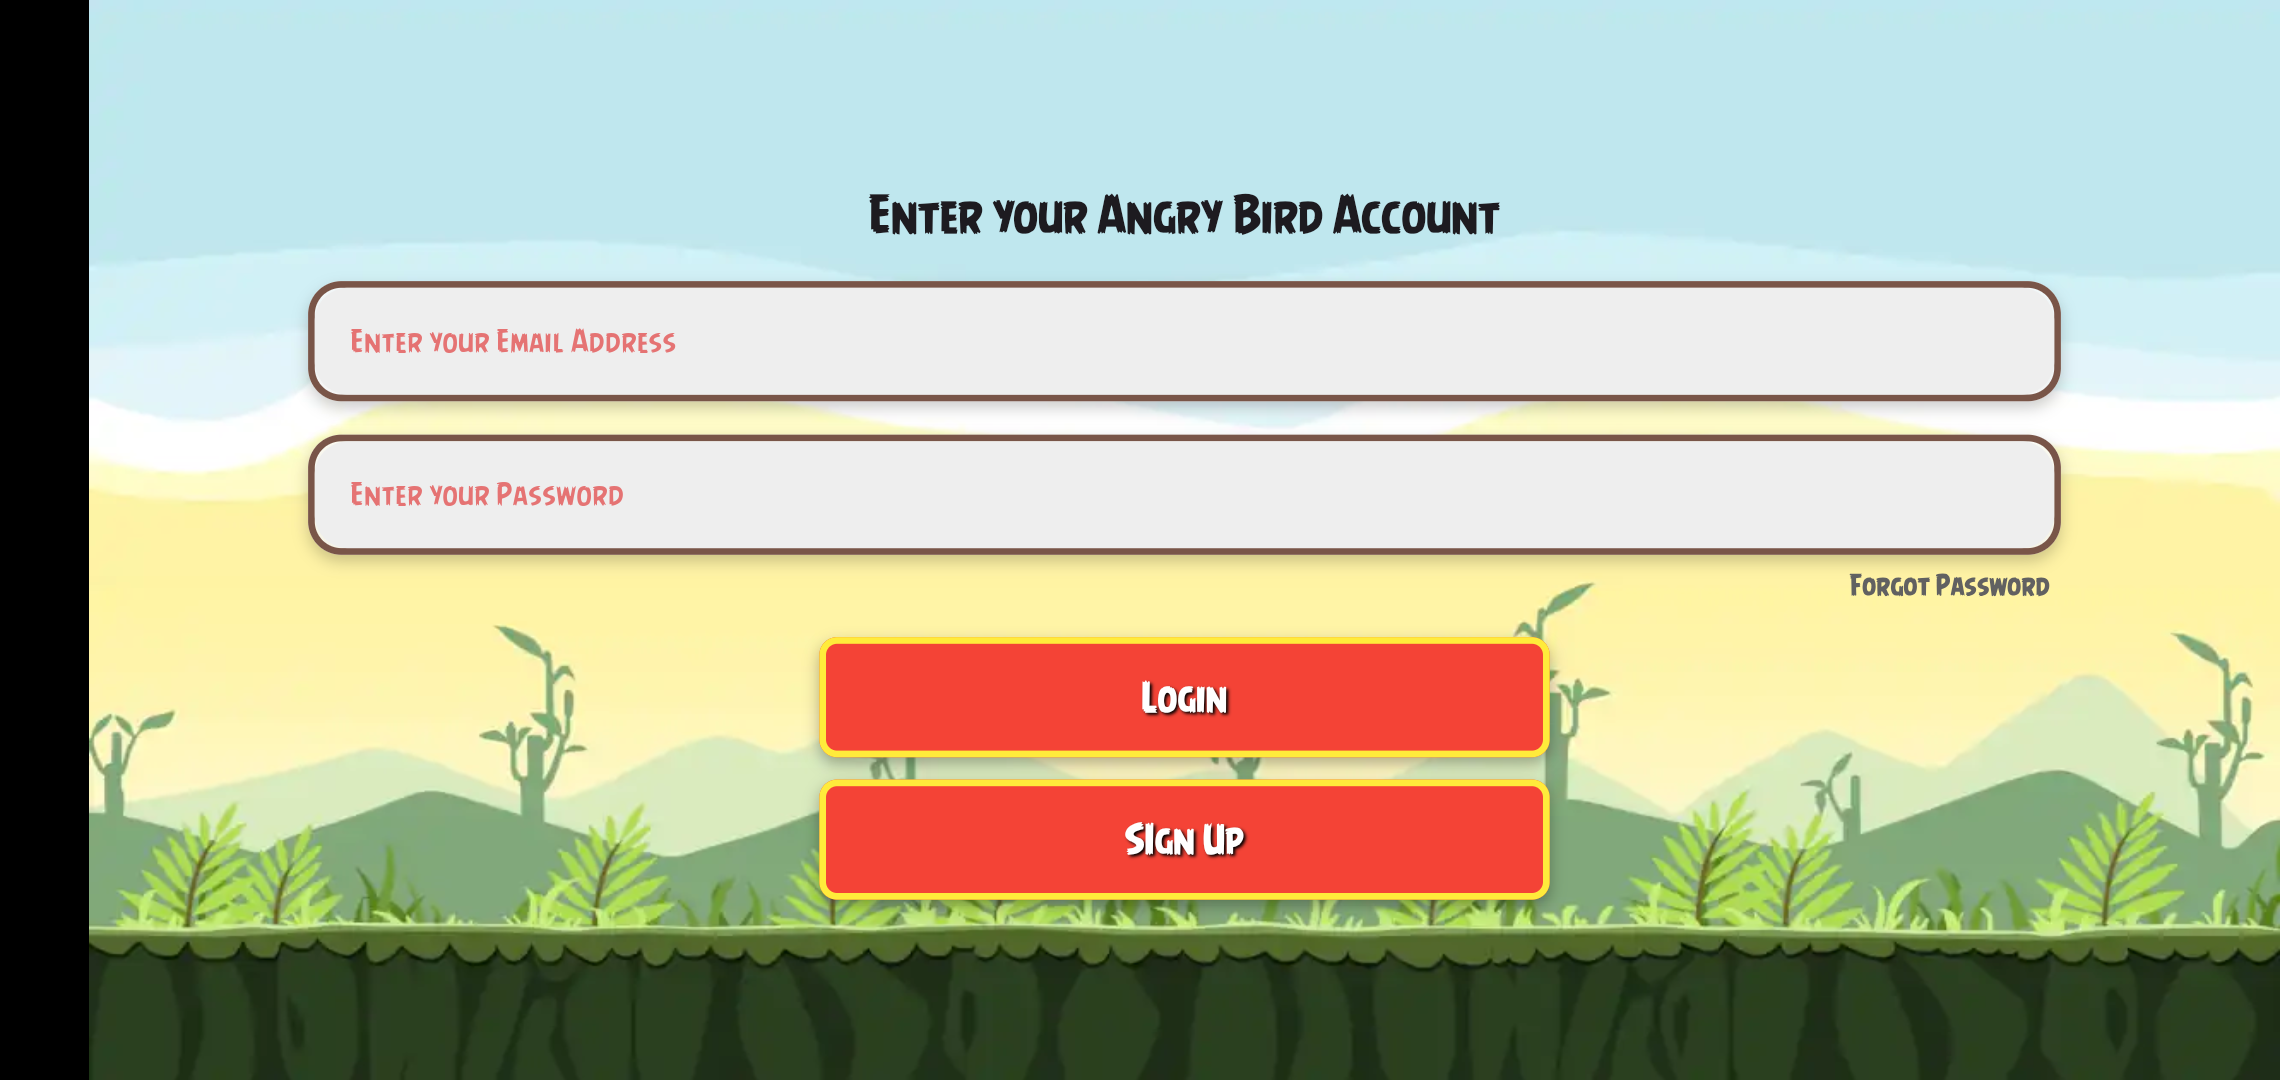 Enter your Angry Bird Account
Enter your Email Address
Enter your Password
Forgot Password
Login
SIgn Up